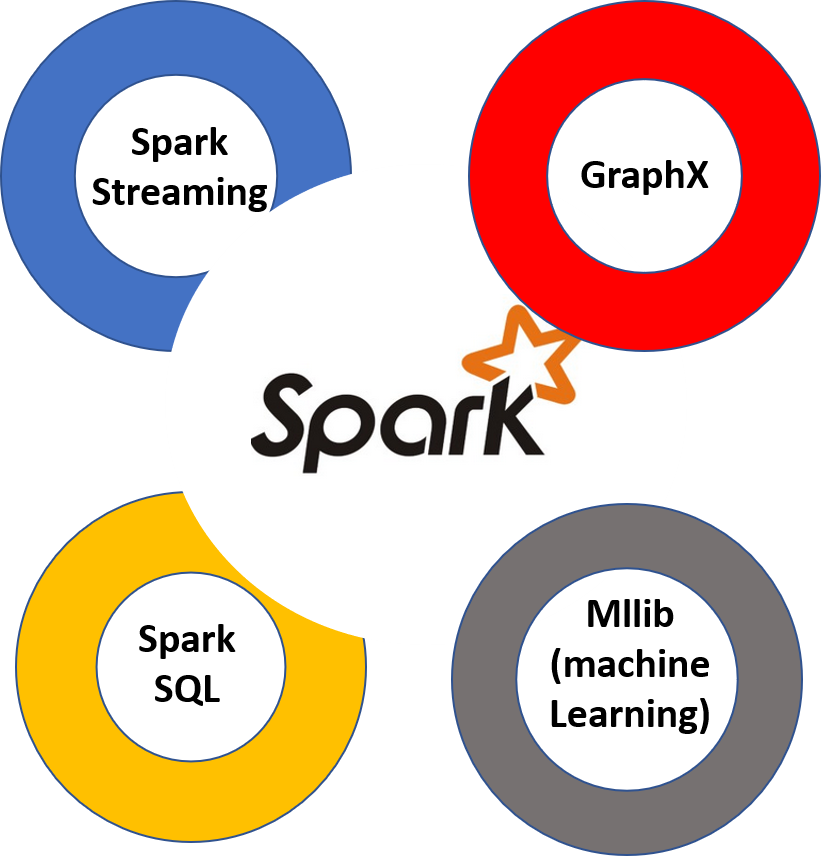 Spark
Streaming
GraphX
Spark
Spark
SQL
Mllib
(machine
Learning)